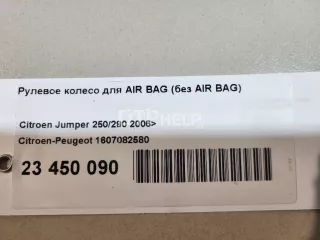 Рулевое колесо для AIR BAG (без AIR BAG)
Citroen Jumper 250/290 2006>
Citroen-Peugeot 1607082580
23 450 090